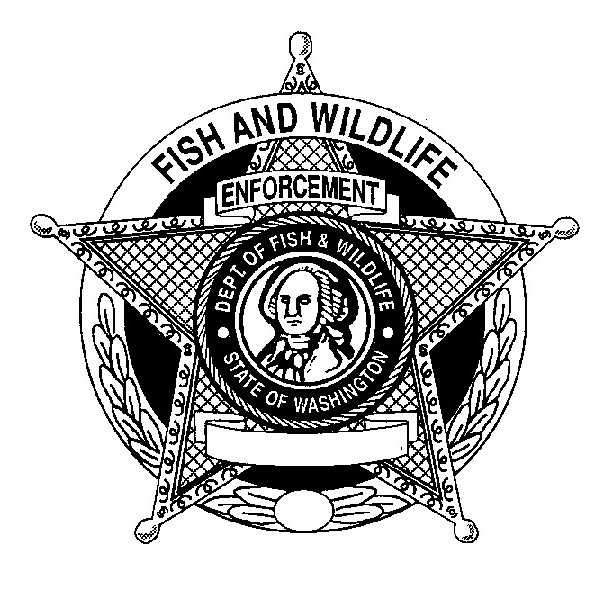 FISH AND WILDLIFE
ENFORCEMENT
DEPT. OF FISH & WILDLIFE
STATE OF WASHINGTON